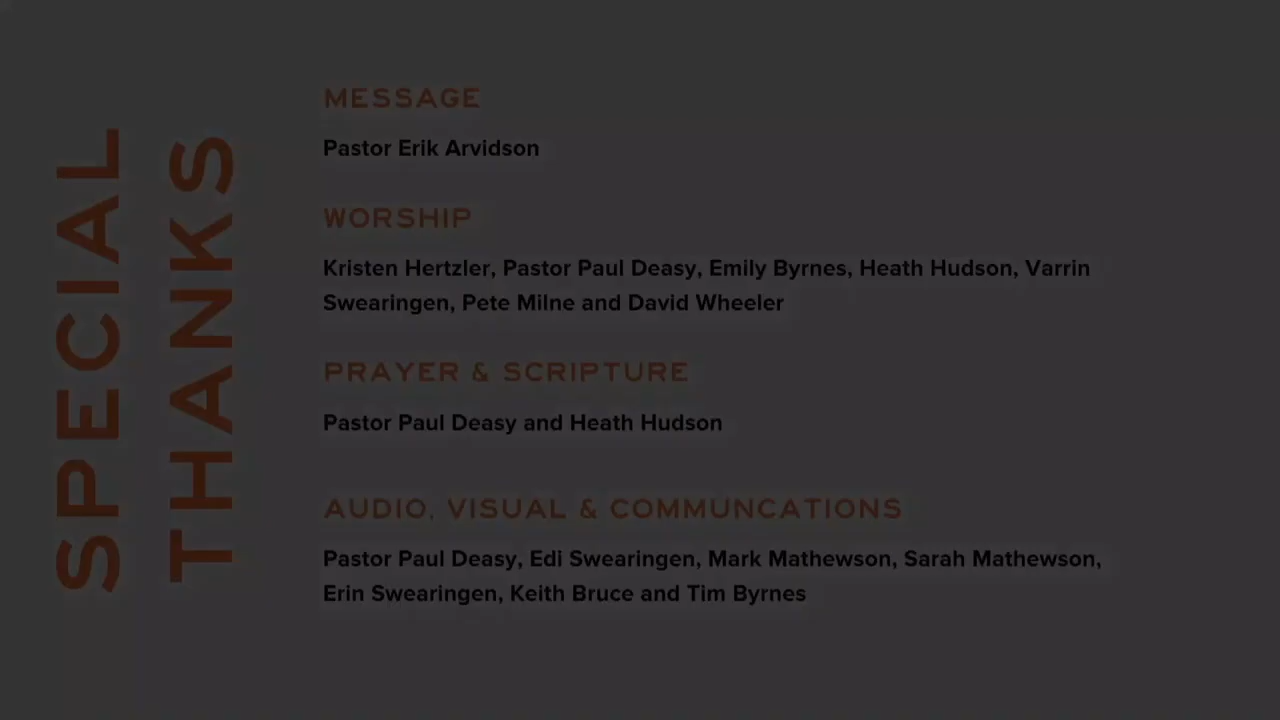 SPECIAL
THANKS
MESSAGE
Pastor Erik Arvidson
WORSHIP
Kristen Hertzler, Pastor Paul Deasy, Emily Byrnes, Heath Hudson, Varrin
Swearingen, Pete Milne and David Wheeler
PRAYER & SCRIPTURE
Pastor Paul Deasy and Heath Hudson
AUDIO, VISUAL & COMMUNCATIONS
Pastor Paul Deasy, Edi Swearingen, Mark Mathewson, Sarah Mathewson,
Erin Swearingen, Keith Bruce and Tim Byrnes